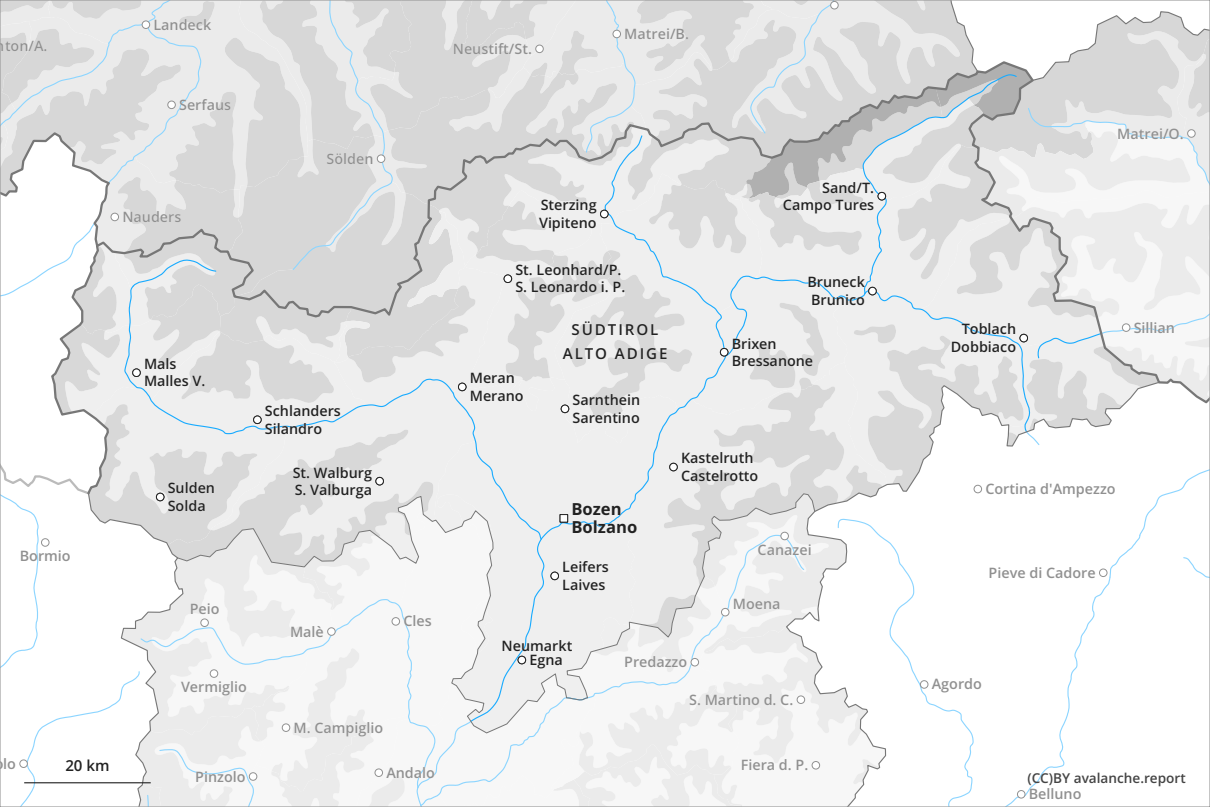 Landeck
nton/A.
Neustift/St.
Matrei/B.
Serfaus
Matrei/O.
Sölden
Sand/T.
Campo Tures
Sterzing
Vipiteno
Nauders
St. Leonhard/P.
S. Leonardo i. P.
Bruneck
Brunico
SÜDTIROL
ALTO ADIGE
Toblach
Dobbiaco
Sillian
Brixen
Bressanone
Mals
Malles V.
Meran
Merano
Schlanders
Silandro
Sarnthein
Sarentino
Kastelruth
Castelrotto
St. Walburg
S. Valburga
Sulden
Solda
Cortina d'Ampezzo
Bozen
Bolzano
Bormio
Canazei
Leifers
Laives
Pieve di Cadore
Peio
Moena
Malè
Cles
Neumarkt
Egna
Predazzo
Vermiglio
Agordo
S. Martino d. C.
M. Campiglio
olo
20 km
Pinzolo
Andalo
Fiera d. P.
(CC)BY avalanche.report
Belluno